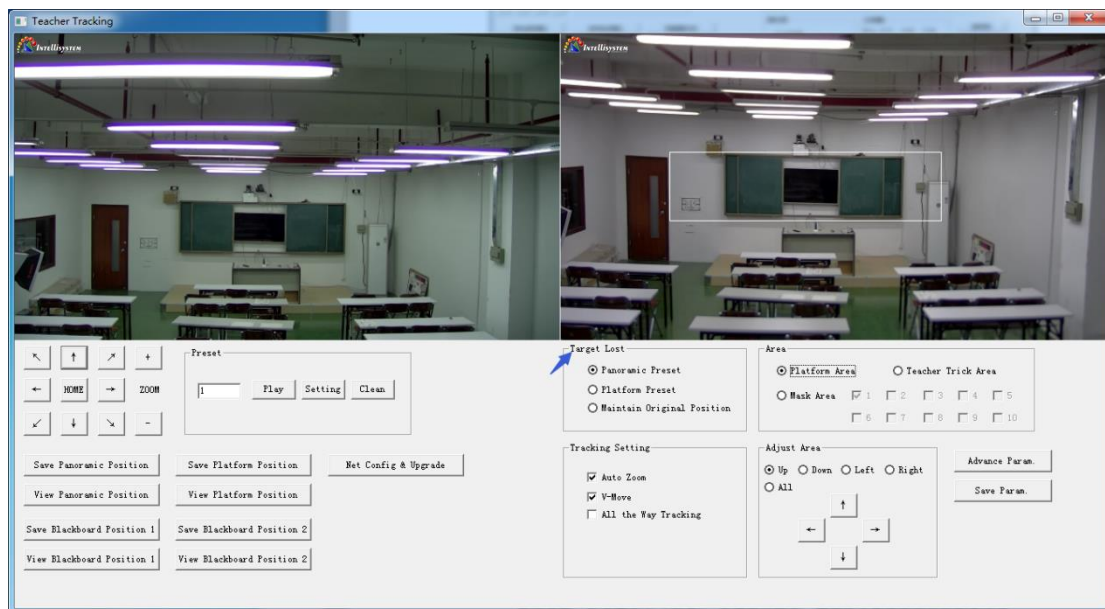 Teacher Tracking
Intellisystem
Intellisystem
↖ ↑ ↗ +
← HOME → ZOOM
↙ ↓ ↘ -
Preset
1 Play Setting Clean
Save Panoramic Position Save Platform Position Net Config & Upgrade
View Panoramic Position View Platform Position
Save Blackboard Position 1 Save Blackboard Position 2
View Blackboard Position 1 View Blackboard Position 2
Target Lost
Panoramic Preset
Platform Preset
Maintain Original Position
Area
Platform Area Teacher Trick Area
Mask Area 1 2 3 4 5
6 7 8 9 10
Tracking Setting
Auto Zoom
V-Move
All the Way Tracking
Adjust Area
Up Down Left Right
All
↑
← →
↓
Advance Param.
Save Param.